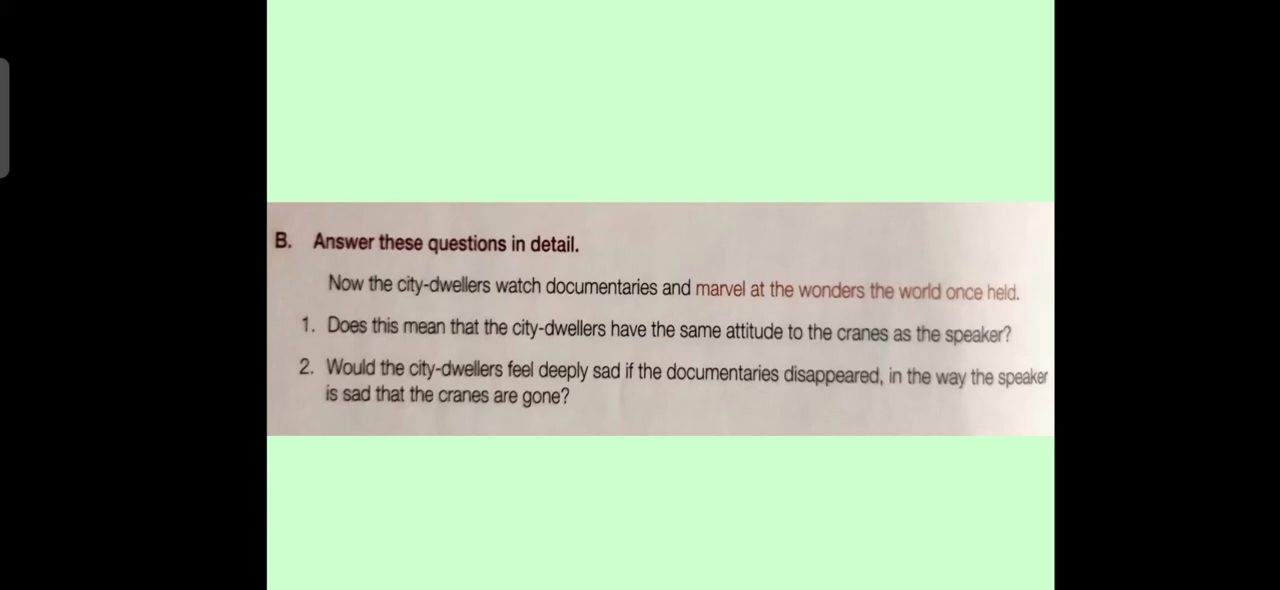 B. Answer these questions in detail.
Now the city-dwellers watch documentaries and marvel at the wonders the world once held.
1. Does this mean that the city-dwellers have the same attitude to the cranes as the speaker?
2. Would the city-dwellers feel deeply sad if the documentaries disappeared, in the way the speaker
is sad that the cranes are gone?